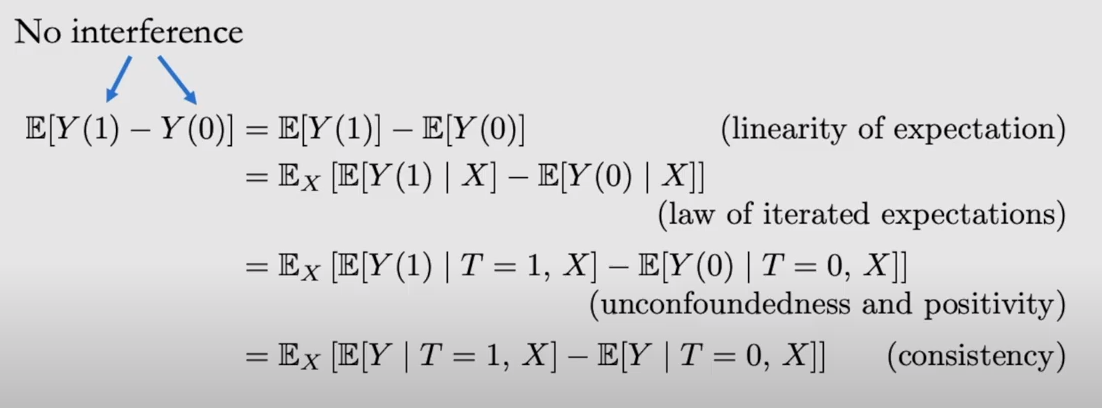 No interference
𝔼[Y(1) − Y(0)] = 𝔼[Y(1)] − 𝔼[Y(0)] (linearity of expectation)
= 𝔼_X [𝔼[Y(1) | X] − 𝔼[Y(0) | X]]
(law of iterated expectations)
= 𝔼_X [𝔼[Y(1) | T = 1, X] − 𝔼[Y(0) | T = 0, X]]
(unconfoundedness and positivity)
= 𝔼_X [𝔼[Y | T = 1, X] − 𝔼[Y | T = 0, X]] (consistency)